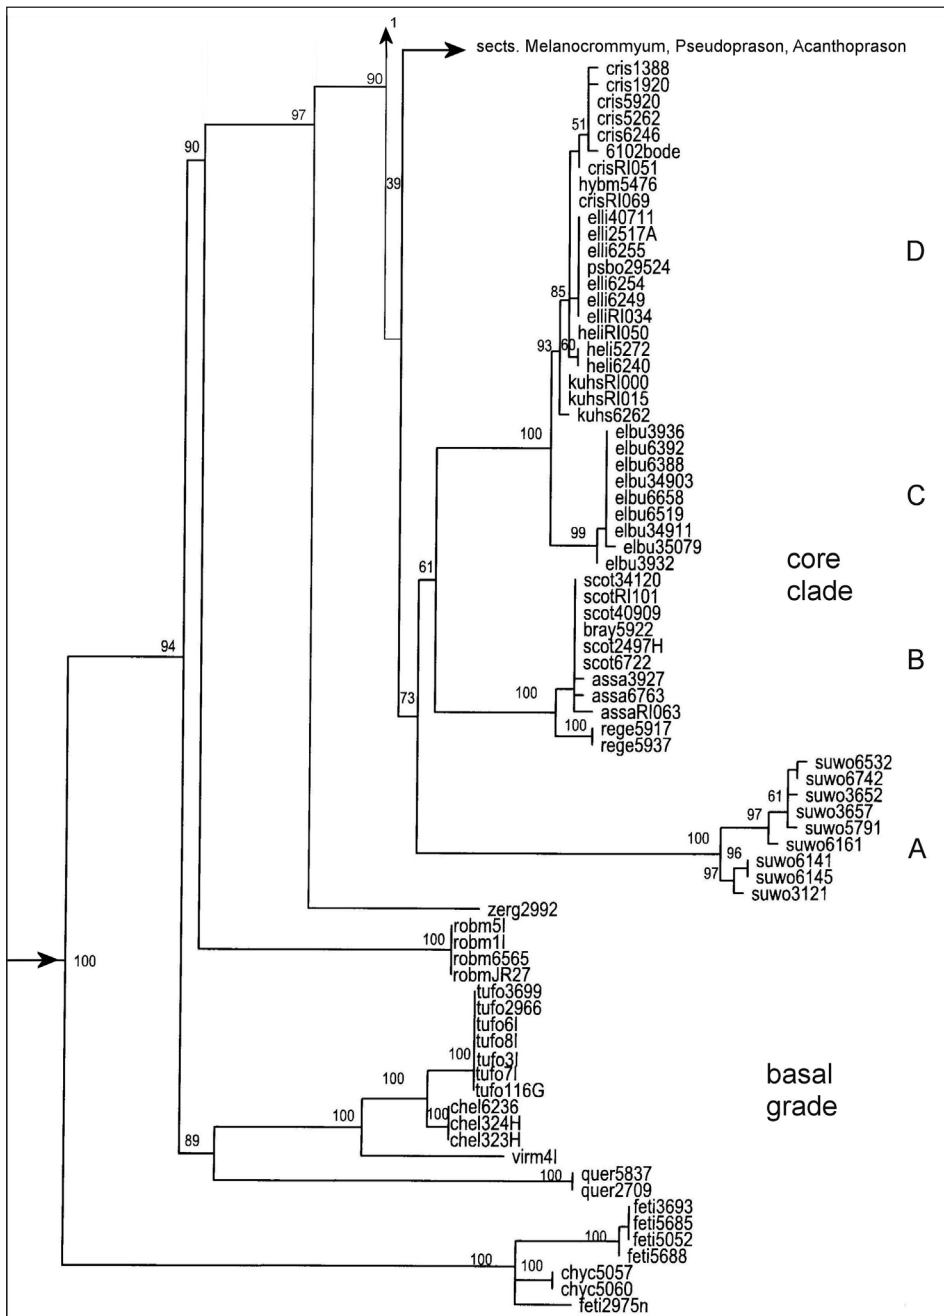 1
sects. Melanocrommyum, Pseudoprason, Acanthoprason
90
97
90
39
cris1388
cris1920
cris5920
cris5262
51
cris6246
6102bode
crisRI051
hybm5476
crisRI069
elli40711
elli2517A
elli6255
D
psbo29524
elli6254
85
elli6249
elliRI034
heliRI050
93
60
heli5272
heli6240
kuhsRI000
kuhsRI015
kuhs6262
100
elbu3936
elbu6392
elbu6388
elbu34903
C
elbu6658
elbu6519
elbu34911
99
elbu35079
elbu3932
core
clade
61
scot34120
scotRI101
scot40909
bray5922
scot2497H
B
scot6722
94
assa3927
100
assa6763
73
assaRI063
100
rege5917
rege5937
suwo6532
suwo6742
61
suwo3652
97
suwo3657
suwo5791
100
suwo6161
A
96
suwo6141
97
suwo6145
suwo3121
zerg2992
robm5I
100
robm1I
robm6565
100
robmJR27
tufo3699
tufo2966
tufo6I
tufo8I
100
tufo3I
100
tufo7I
tufo116G
basal
grade
100
100
chel6236
chel324H
chel323H
89
virm4I
100
quer5837
quer2709
feti3693
feti5685
100
feti5052
feti5688
100
100
chyc5057
chyc5060
feti2975n